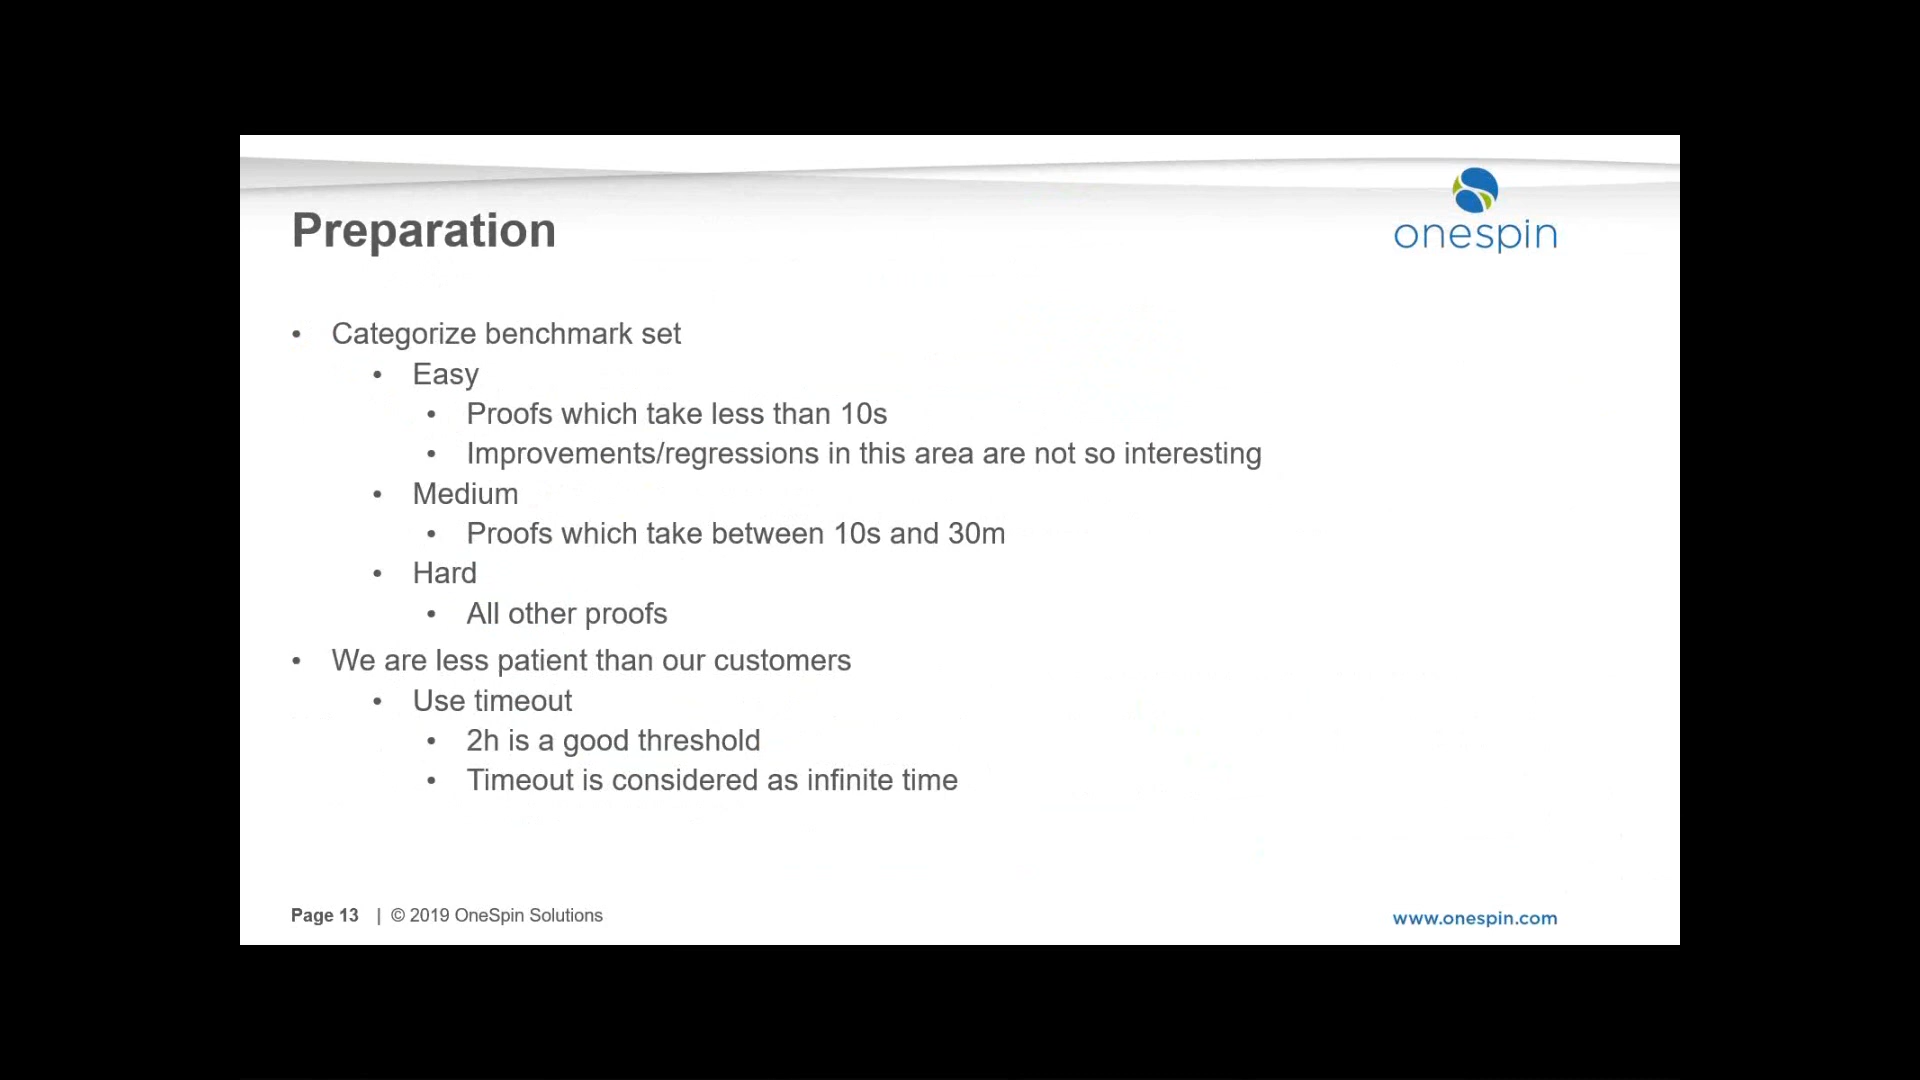 onespin
Preparation
• Categorize benchmark set
• Easy
• Proofs which take less than 10s
• Improvements/regressions in this area are not so interesting
• Medium
• Proofs which take between 10s and 30m
• Hard
• All other proofs
• We are less patient than our customers
• Use timeout
• 2h is a good threshold
• Timeout is considered as infinite time
Page 13 | © 2019 OneSpin Solutions
www.onespin.com